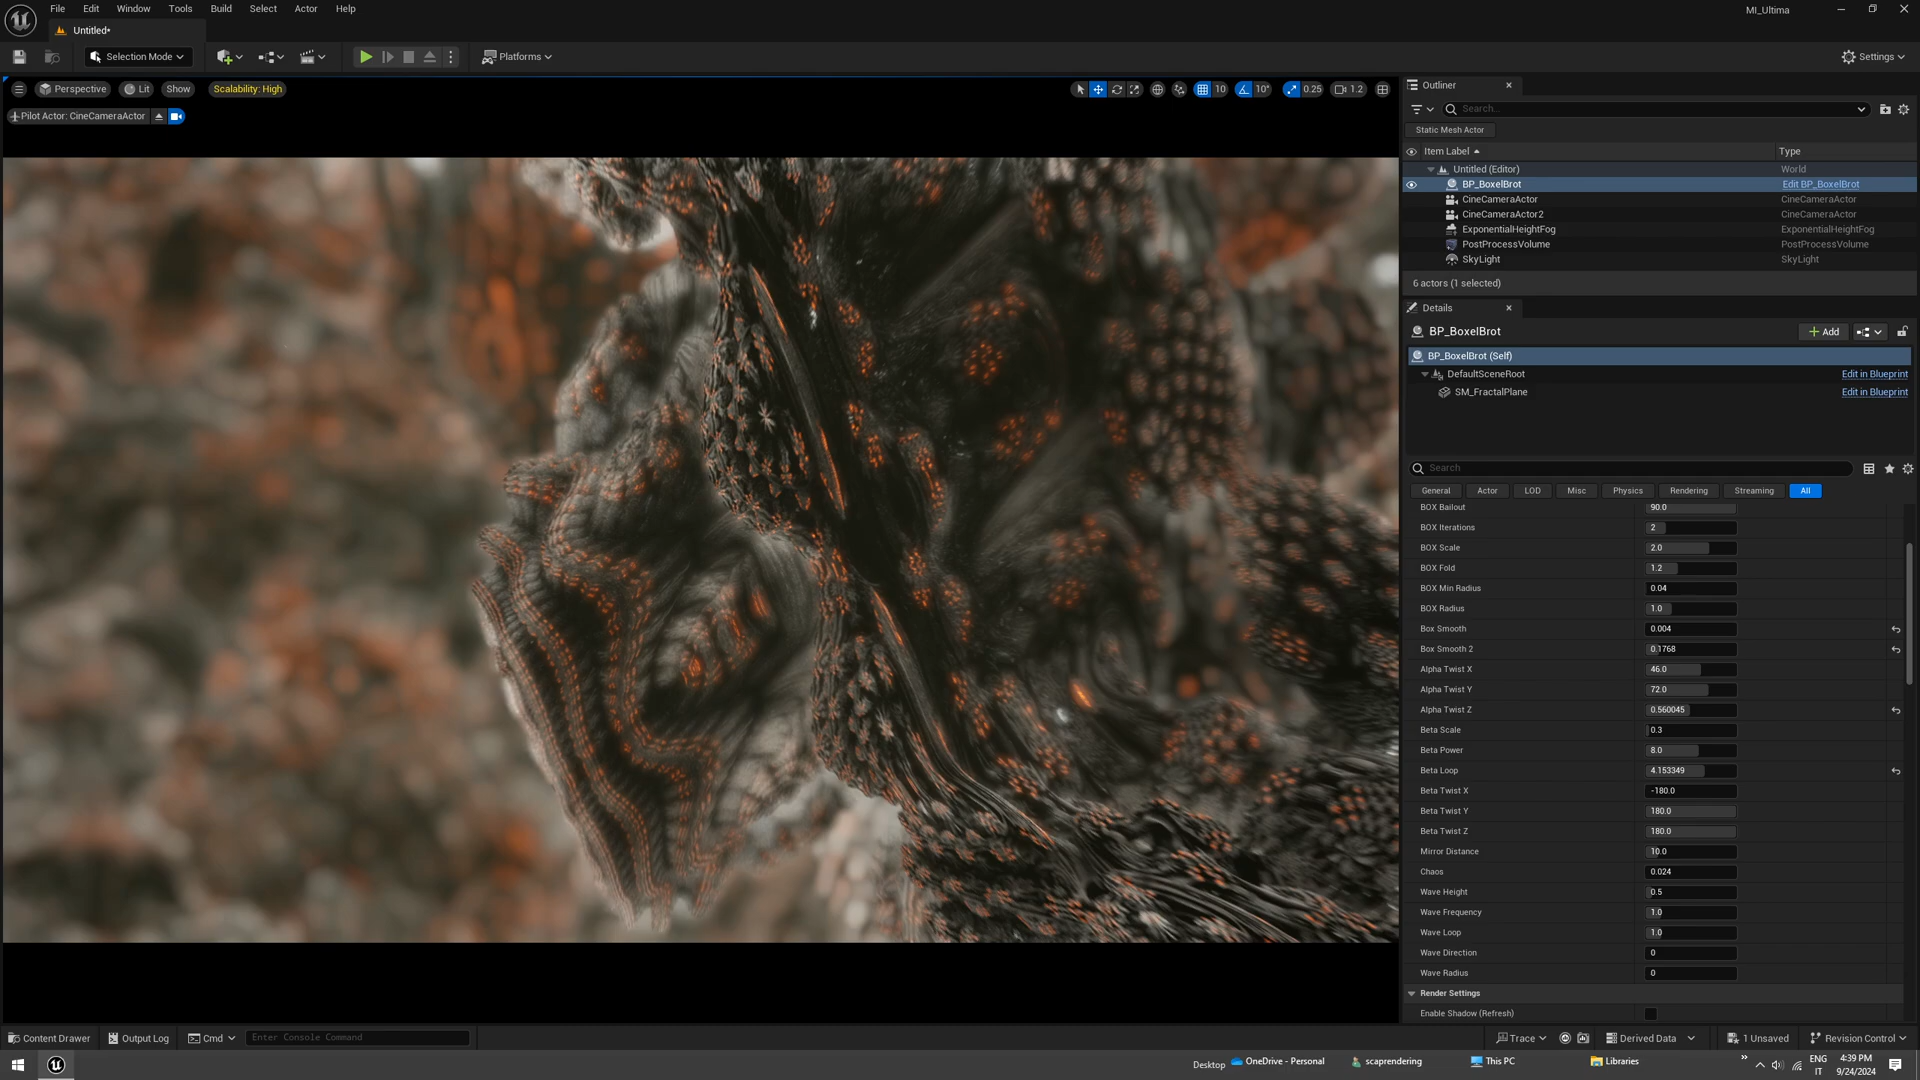 File Edit Window Tools Build Select Actor Help
MI_Ultima
Untitled*
Selection Mode
Platforms
Settings
Perspective Lit Show Scalability: High
10 10° 0.25 1.2
Pilot Actor: CineCameraActor
Outliner
Search...
Static Mesh Actor
Item Label Type
Untitled (Editor) World
BP_BoxelBrot Edit BP_BoxelBrot
CineCameraActor CineCameraActor
CineCameraActor2 CineCameraActor
ExponentialHeightFog ExponentialHeightFog
PostProcessVolume PostProcessVolume
SkyLight SkyLight
6 actors (1 selected)
Details
BP_BoxelBrot
Add
BP_BoxelBrot (Self)
DefaultSceneRoot Edit in Blueprint
SM_FractalPlane Edit in Blueprint
Search
General Actor LOD Misc Physics Rendering Streaming All
BOX Bailout 90.0
BOX Iterations 2
BOX Scale 2.0
BOX Fold 1.2
BOX Min Radius 0.04
BOX Radius 1.0
Box Smooth 0.004
Box Smooth 2 0.1768
Alpha Twist X 46.0
Alpha Twist Y 72.0
Alpha Twist Z 0.560045
Beta Scale 0.3
Beta Power 8.0
Beta Loop 4.153349
Beta Twist X -180.0
Beta Twist Y 180.0
Beta Twist Z 180.0
Mirror Distance 10.0
Chaos 0.024
Wave Height 0.5
Wave Frequency 1.0
Wave Loop 1.0
Wave Direction 0
Wave Radius 0
Render Settings
Enable Shadow (Refresh)
Content Drawer Output Log Cmd Enter Console Command
Trace Derived Data 1 Unsaved Revision Control
Desktop OneDrive - Personal scaprendering This PC Libraries
ENG
IT
4:39 PM
9/24/2024